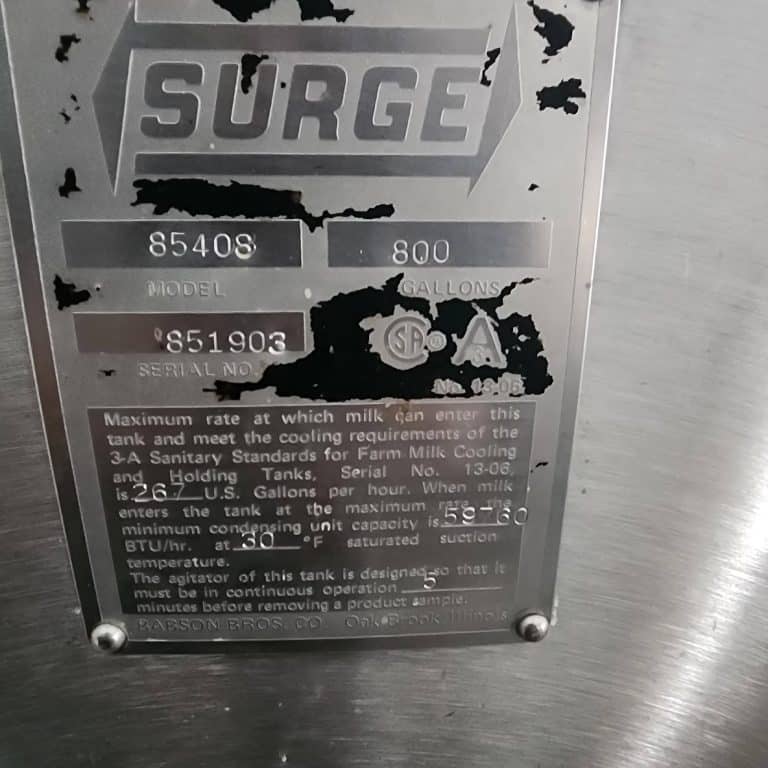 SURGE
85408 800
MODEL GALLONS
851903
SERIAL NO.
SA ® A
3
No. 13-06
Maximum rate at which milk can enter this
tank and meet the cooling requirements of the
3-A Sanitary Standards for Farm Milk Cooling
and Holding Tanks, Serial No. 13-06,
is 267 U.S. Gallons per hour. When milk
enters the tank at the maximum rate the
minimum condensing unit capacity is 59760
BTU/hr. at 30 °F saturated suction
temperature.
The agitator of this tank is designed so that it
must be in continuous operation 5
minutes before removing a product sample.
BABSON BROS. CO. Oak Brook, Illinois